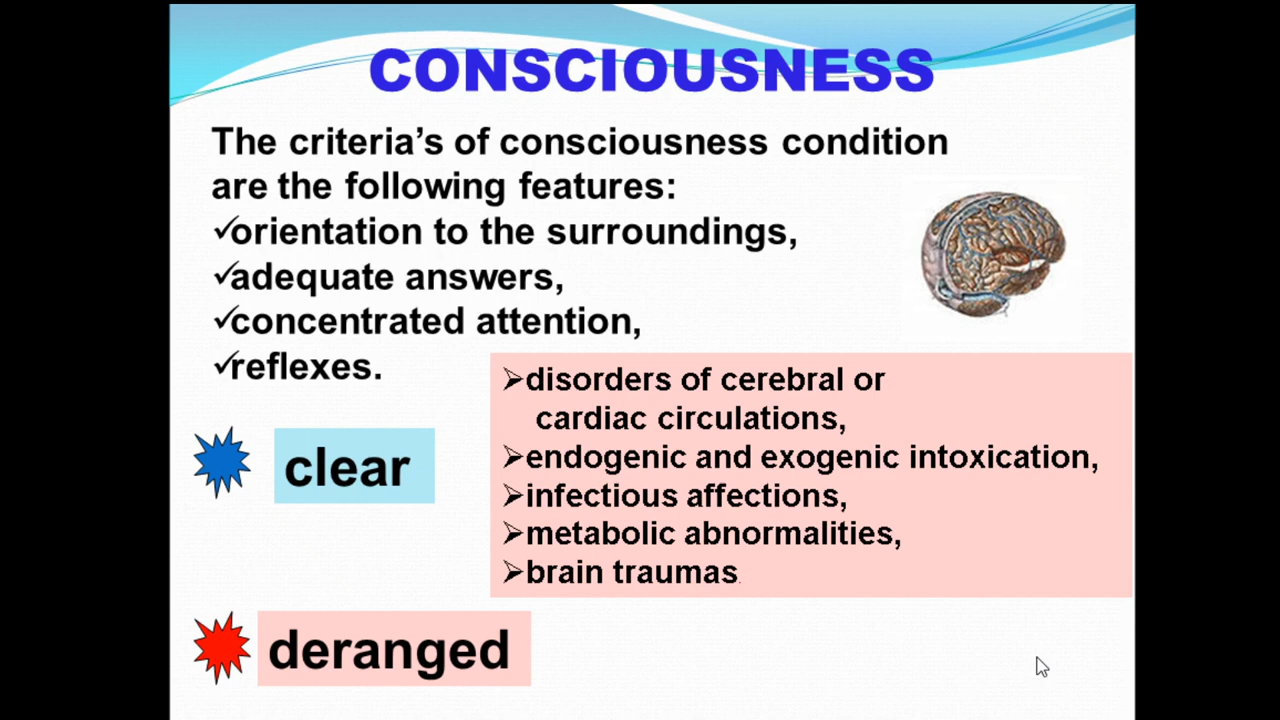 CONSCIOUSNESS
The criteria's of consciousness condition
are the following features:
✓orientation to the surroundings,
✓adequate answers,
✓concentrated attention,
✓reflexes.
➢disorders of cerebral or
cardiac circulations,
➢endogenic and exogenic intoxication,
➢infectious affections,
➢metabolic abnormalities,
➢brain traumas.
clear
deranged